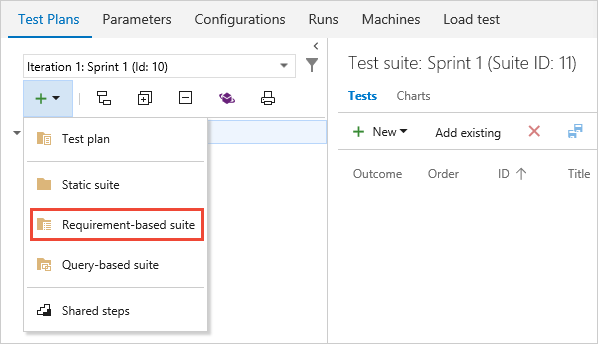 Test Plans Parameters Configurations Runs Machines Load test
Iteration 1: Sprint 1 (Id: 10)
Test plan
Static suite
Requirement-based suite
Query-based suite
Shared steps
Test suite: Sprint 1 (Suite ID: 11)
Tests Charts
New Add existing
Outcome Order ID Title